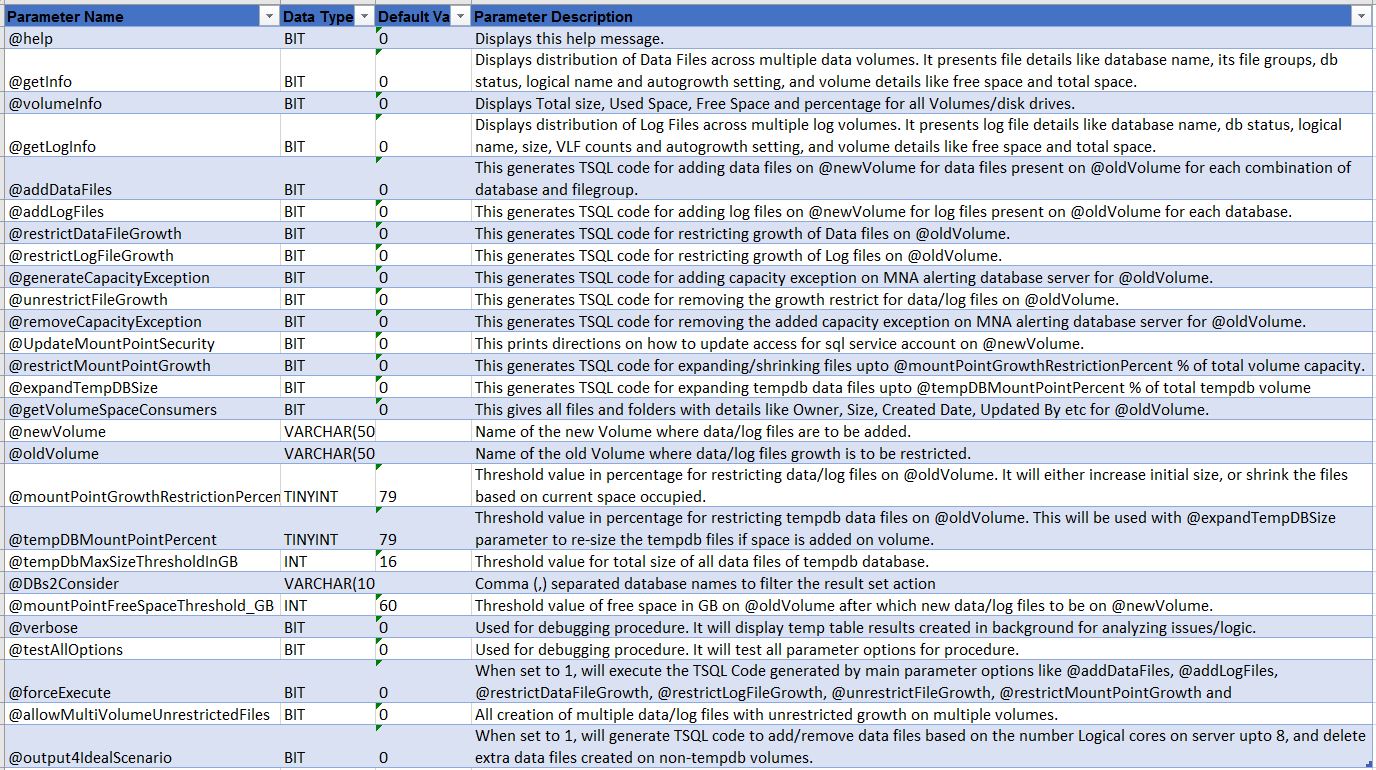 Parameter Name Data Type Default Va Parameter Description
@help BIT 0 Displays this help message.
Displays distribution of Data Files across multiple data volumes. It presents file details like database name, its file groups, db
@getInfo BIT 0 status, logical name and autogrowth setting, and volume details like free space and total space.
@volumeInfo BIT 0 Displays Total size, Used Space, Free Space and percentage for all Volumes/disk drives.
Displays distribution of Log Files across multiple log volumes. It presents log file details like database name, db status, logical
@getLogInfo BIT 0 name, size, VLF counts and autogrowth setting, and volume details like free space and total space.
This generates TSQL code for adding data files on @newVolume for data files present on @oldVolume for each combination of
@addDataFiles BIT 0 database and filegroup.
@addLogFiles BIT 0 This generates TSQL code for adding log files on @newVolume for log files present on @oldVolume for each database.
@restrictDataFileGrowth BIT 0 This generates TSQL code for restricting growth of Data files on @oldVolume.
@restrictLogFileGrowth BIT 0 This generates TSQL code for restricting growth of Log files on @oldVolume.
@generateCapacityException BIT 0 This generates TSQL code for adding capacity exception on MNA alerting database server for @oldVolume.
@unrestrictFileGrowth BIT 0 This generates TSQL code for removing the growth restrict for data/log files on @oldVolume.
@removeCapacityException BIT 0 This generates TSQL code for removing the added capacity exception on MNA alerting database server for @oldVolume.
@UpdateMountPointSecurity BIT 0 This prints directions on how to update access for sql service account on @newVolume.
@restrictMountPointGrowth BIT 0 This generates TSQL code for expanding/shrinking files upto @mountPointGrowthRestrictionPercent % of total volume capacity.
@expandTempDBSize BIT 0 This generates TSQL code for expanding tempdb data files upto @tempDBMountPointPercent % of total tempdb volume
@getVolumeSpaceConsumers BIT 0 This gives all files and folders with details like Owner, Size, Created Date, Updated By etc for @oldVolume.
@newVolume VARCHAR(50 Name of the new Volume where data/log files are to be added.
@oldVolume VARCHAR(50 Name of the old Volume where data/log files growth is to be restricted.
Threshold value in percentage for restricting data/log files on @oldVolume. It will either increase initial size, or shrink the files
@mountPointGrowthRestrictionPercen TINYINT 79 based on current space occupied.
Threshold value in percentage for restricting tempdb data files on @oldVolume. This will be used with @expandTempDBSize
@tempDBMountPointPercent TINYINT 79 parameter to re-size the tempdb files if space is added on volume.
@tempDbMaxSizeThresholdInGB INT 16 Threshold value for total size of all data files of tempdb database.
@DBs2Consider VARCHAR(10 Comma (,) separated database names to filter the result set action
@mountPointFreeSpaceThreshold_GB INT 60 Threshold value of free space in GB on @oldVolume after which new data/log files to be on @newVolume.
@verbose BIT 0 Used for debugging procedure. It will display temp table results created in background for analyzing issues/logic.
@testAllOptions BIT 0 Used for debugging procedure. It will test all parameter options for procedure.
When set to 1, will execute the TSQL Code generated by main parameter options like @addDataFiles, @addLogFiles,
@forceExecute BIT 0 @restrictDataFileGrowth, @restrictLogFileGrowth, @unrestrictFileGrowth, @restrictMountPointGrowth and
@allowMultiVolumeUnrestrictedFiles BIT 0 All creation of multiple data/log files with unrestricted growth on multiple volumes.
When set to 1, will generate TSQL code to add/remove data files based on the number Logical cores on server upto 8, and delete
@output4IdealScenario BIT 0 extra data files created on non-tempdb volumes.